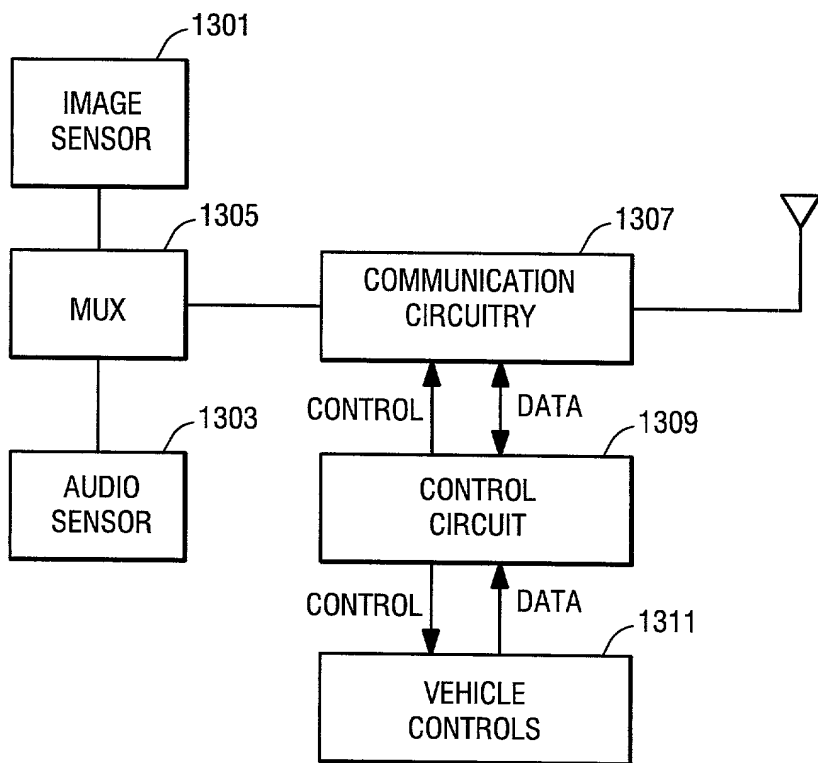 1301
IMAGE
SENSOR
1305
MUX
1307
COMMUNICATION
CIRCUITRY
1303
AUDIO
SENSOR
CONTROL
DATA
1309
CONTROL
CIRCUIT
CONTROL
DATA
1311
VEHICLE
CONTROLS